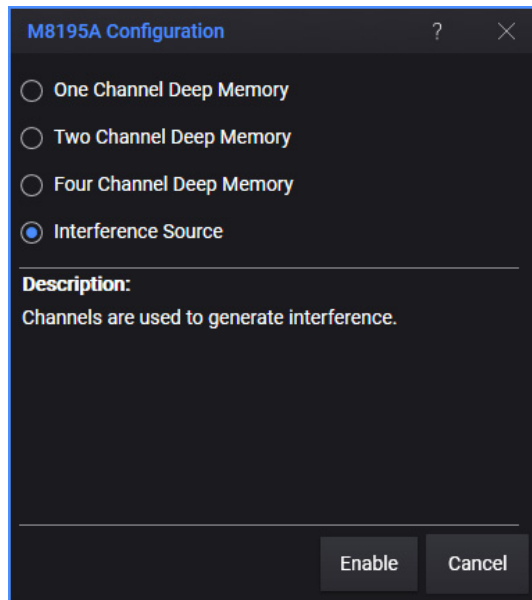 M8195A Configuration ?
One Channel Deep Memory
Two Channel Deep Memory
Four Channel Deep Memory
Interference Source
Description:
Channels are used to generate interference.
Enable Cancel